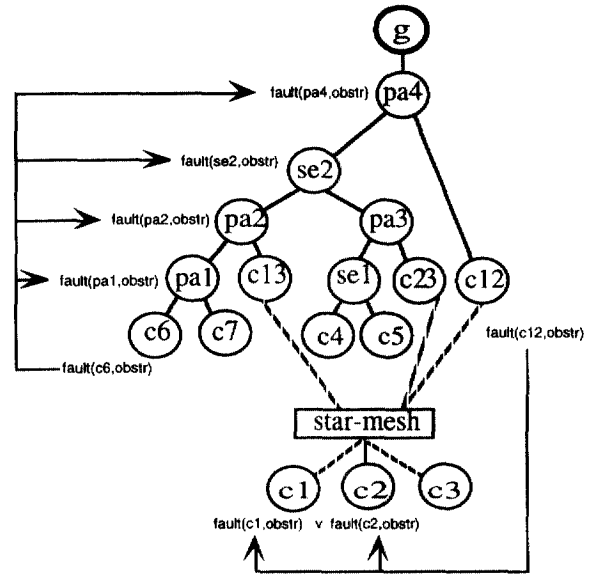 g
fault(pa4,obstr) pa4
fault(se2,obstr) se2
fault(pa2,obstr) pa2 pa3
fault(pa1,obstr) pa1 c13 se1 c23 c12
c6 c7 c4 c5 fault(c12,obstr)
fault(c6,obstr)
star-mesh
c1 c2 c3
fault(c1,obstr) v fault(c2,obstr)